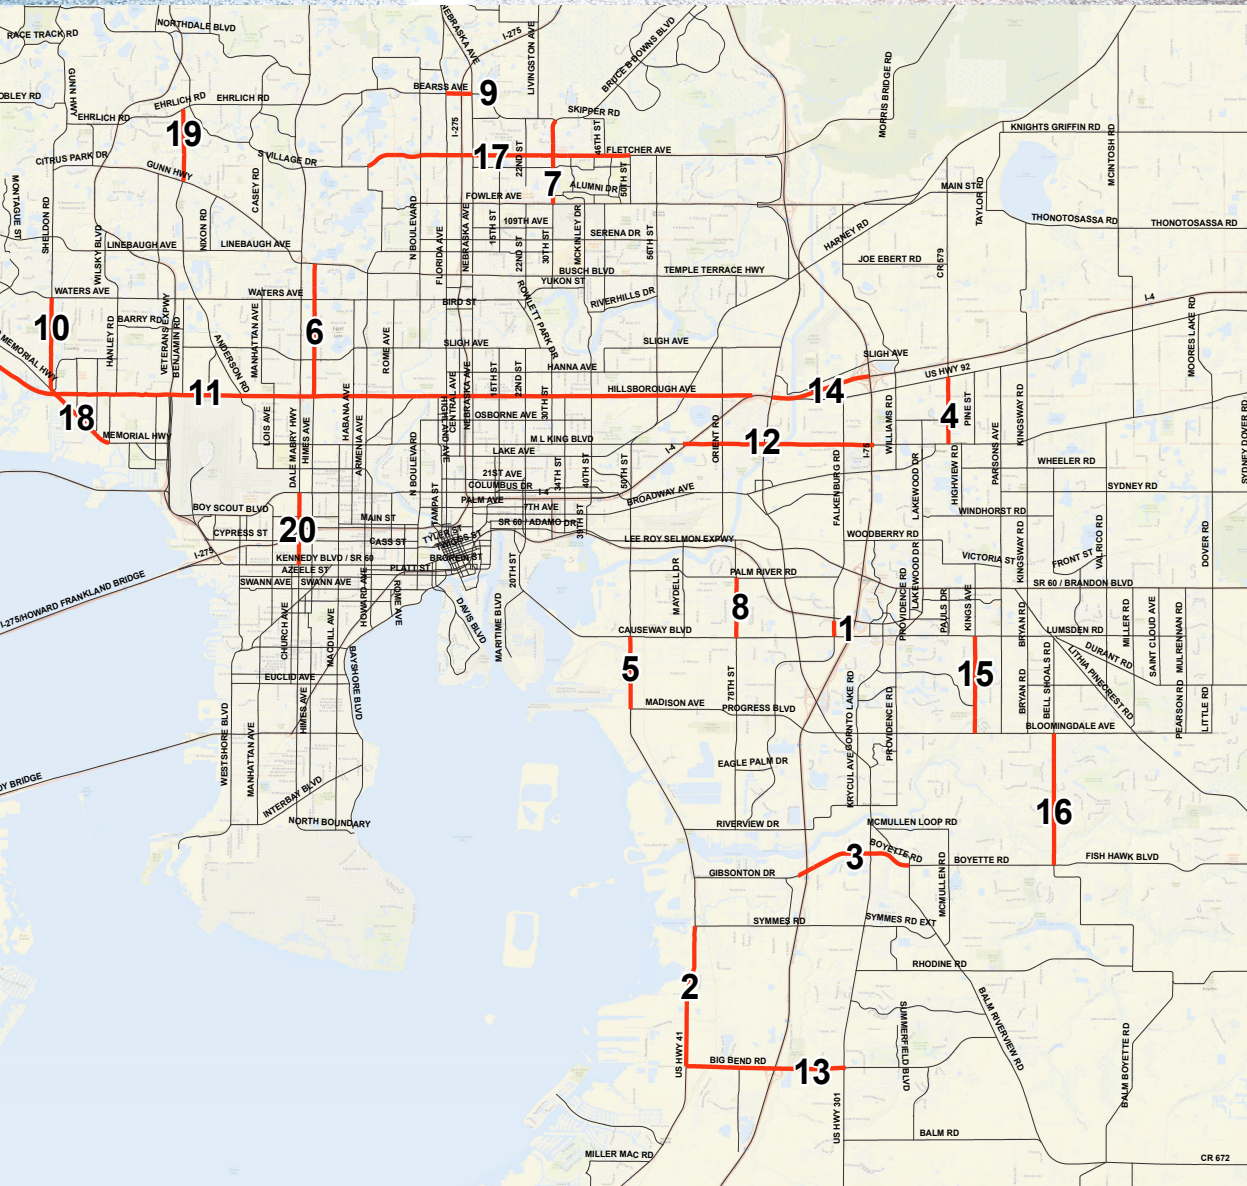 NORTHDALE BLVD
RACE TRACK RD
NEBRASKA AVE
I-275
LIVINGSTON AVE
BRUCE B DOWNS BLVD
MORRIS BRIDGE RD
GUNN HWY
OBLEY RD
EHRLICH RD
EHRLICH RD
EHRLICH RD
BEARSS AVE
9
SKIPPER RD
I-275
19
KNIGHTS GRIFFIN RD
MCINTOSH RD
CITRUS PARK DR
GUNN HWY
S VILLAGE DR
17
22ND ST
46TH ST
FLETCHER AVE
7
ALUMNI DR
50TH ST
CASEY RD
FOWLER AVE
MAIN ST
TAYLOR RD
MONTAGUE ST
SHELDON RD
WILSKY BLVD
NIXON RD
N BOULEVARD
FLORIDA AVE
NEBRASKA AVE
15TH ST
109TH AVE
22ND ST
30TH ST
MCKINLEY DR
SERENA DR
56TH ST
HARNEY RD
THONOTOSASSA RD
THONOTOSASSA RD
LINEBAUGH AVE
LINEBAUGH AVE
JOE EBERT RD
CR 579
BUSCH BLVD
TEMPLE TERRACE HWY
YUKON ST
WATERS AVE
WATERS AVE
BIRD ST
ROWLETT PARK DR
RIVERHILLS DR
I-4
10
BARRY RD
HANLEY RD
VETERANS EXPWY
BENJAMIN RD
ANDERSON RD
MANHATTAN AVE
6
ROME AVE
SLIGH AVE
SLIGH AVE
SLIGH AVE
MOORES LAKE RD
MEMORIAL HWY
HANNA AVE
US HWY 92
11
15TH ST
22ND ST
30TH ST
HILLSBOROUGH AVE
14
18
MEMORIAL HWY
LOIS AVE
DALE MABRY HWY
HIMES AVE
HABANA AVE
ARMENIA AVE
N BOULEVARD
HIGHLAND AVE
CENTRAL AVE
NEBRASKA AVE
OSBORNE AVE
M L KING BLVD
LAKE AVE
I-4
ORIENT RD
12
I-75
WILLIAMS RD
4
PINE ST
KINGSWAY RD
PARSONS AVE
HIGHVIEW RD
WHEELER RD
SYDNEY RD
SYDNEY DOVER RD
21ST AVE
COLUMBUS DR
I-4
34TH ST
40TH ST
50TH ST
BROADWAY AVE
FALKENBURG RD
LAKEWOOD DR
PALM AVE
7TH AVE
BOY SCOUT BLVD
20
MAIN ST
TAMPA ST
SR 60 / ADAMO DR
39TH ST
WINDHORST RD
CYPRESS ST
CASS ST
TYLER ST
TWIGGS ST
LEE ROY SELMON EXPWY
WOODBERRY RD
I-275
KENNEDY BLVD / SR 60
BROREIN ST
VICTORIA ST
KINGSWAY RD
FRONT ST
VALRICO RD
DOVER RD
AZEELE ST
PLATT ST
20TH ST
PALM RIVER RD
SWANN AVE
SWANN AVE
SR 60 / BRANDON BLVD
I-275/HOWARD FRANKLAND BRIDGE
CHURCH AVE
MACDILL AVE
HOWARD AVE
ROME AVE
DAVIS BLVD
MARITIME BLVD
MAYDELL DR
8
PROVIDENCE RD
LAKEWOOD DR
PAULS DR
KINGS AVE
CAUSEWAY BLVD
1
BRYAN RD
LUMSDEN RD
MILLER RD
SAINT CLOUD AVE
MULRENNAN RD
BAYSHORE BLVD
5
78TH ST
15
BRYAN RD
BELL SHOALS RD
DURANT RD
LITHIA PINECREST RD
EUCLID AVE
HIMES AVE
MADISON AVE
PROGRESS BLVD
GORNTO LAKE RD
PROVIDENCE RD
PEARSON RD
LITTLE RD
BLOOMINGDALE AVE
WESTSHORE BLVD
MANHATTAN AVE
DY BRIDGE
EAGLE PALM DR
KRYCUL AVE
INTERBAY BLVD
NORTH BOUNDARY
RIVERVIEW DR
MCMULLEN LOOP RD
16
3
BOYETTE RD
BOYETTE RD
FISH HAWK BLVD
GIBSONTON DR
MCMULLEN RD
SYMMES RD
SYMMES RD EXT
RHODINE RD
2
SUMMERFIELD BLVD
BALM RIVERVIEW RD
BALM BOYETTE RD
US HWY 41
BIG BEND RD
13
US HWY 301
BALM RD
MILLER MAC RD
CR 672